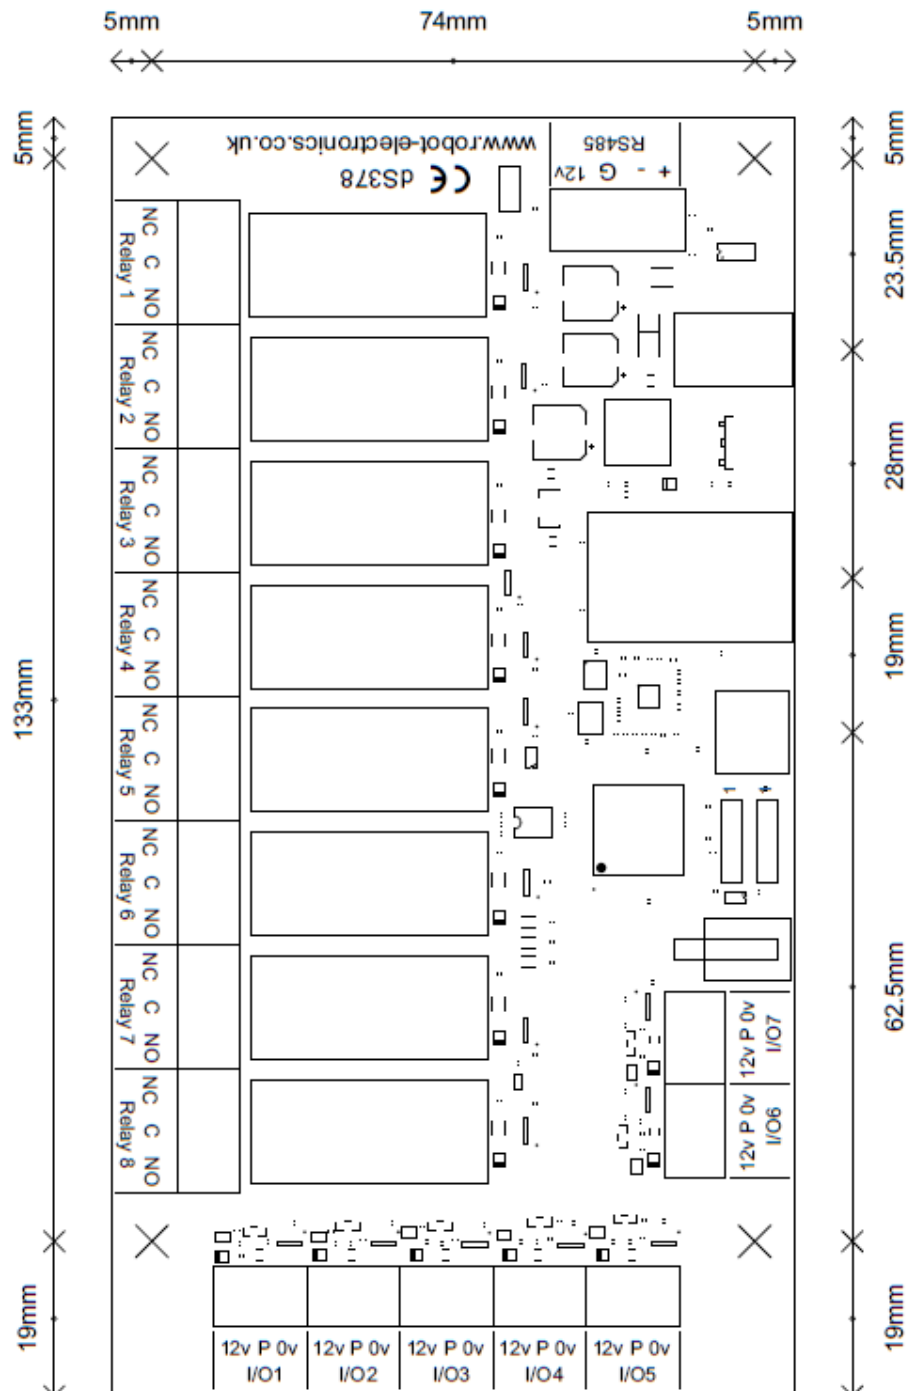 5mm 74mm 5mm
5mm
5mm
www.robot-electronics.co.uk
RS485
CE dS378
+ - G 12v
NC C NO
Relay 1
23.5mm
NC C NO
Relay 2
28mm
NC C NO
Relay 3
NC C NO
Relay 4
19mm
133mm
NC C NO
Relay 5
1 4
NC C NO
Relay 6
62.5mm
NC C NO
Relay 7
12v P 0v
I/O7
NC C NO
Relay 8
12v P 0v
I/O6
19mm
19mm
12v P 0v 12v P 0v 12v P 0v 12v P 0v 12v P 0v
I/O1 I/O2 I/O3 I/O4 I/O5